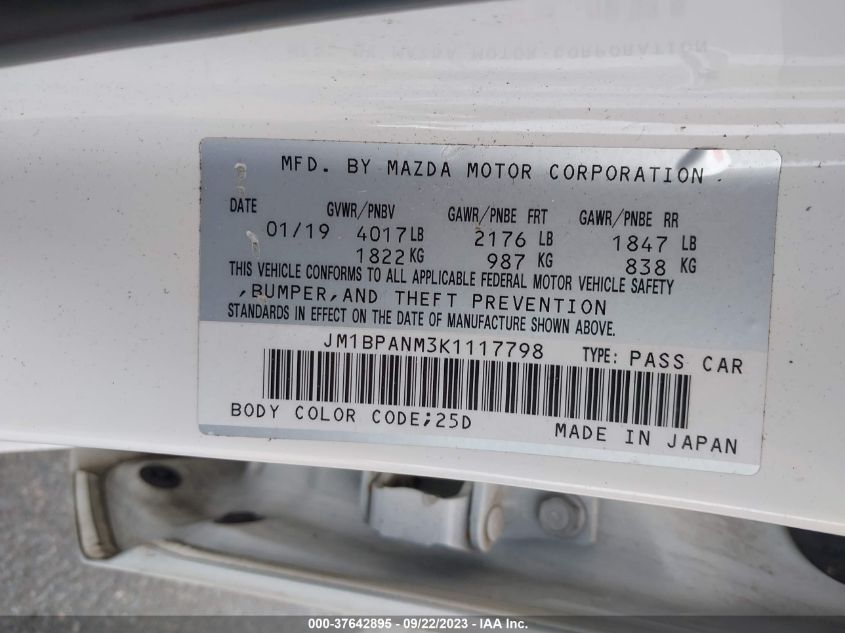 MFD. BY MAZDA MOTOR CORPORATION
DATE GVWR/PNBV GAWR/PNBE FRT GAWR/PNBE RR
01/19 4017LB 2176 LB 1847 LB
1822KG 987 KG 838 KG
THIS VEHICLE CONFORMS TO ALL APPLICABLE FEDERAL MOTOR VEHICLE SAFETY
,BUMPER,AND THEFT PREVENTION
STANDARDS IN EFFECT ON THE DATE OF MANUFACTURE SHOWN ABOVE.
JM1BPANM3K1117798 TYPE: PASS CAR
BODY COLOR CODE;25D
MADE IN JAPAN
000-37642895 - 09/22/2023 - IAA Inc.